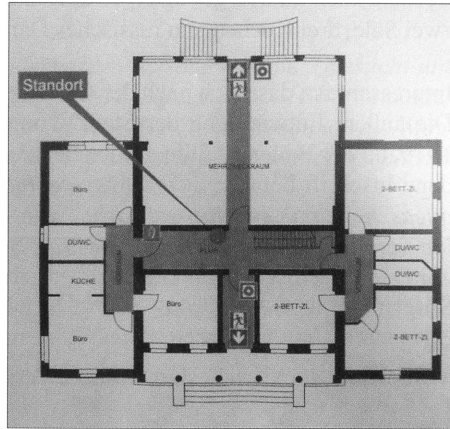 Standort
MEHRZWECKRAUM
Büro
2-BETT-ZI.
DU/WC
DU/WC
FLUR
KÜCHE
DU/WC
Büro
2-BETT-ZI.
Büro
2-BETT-ZI.